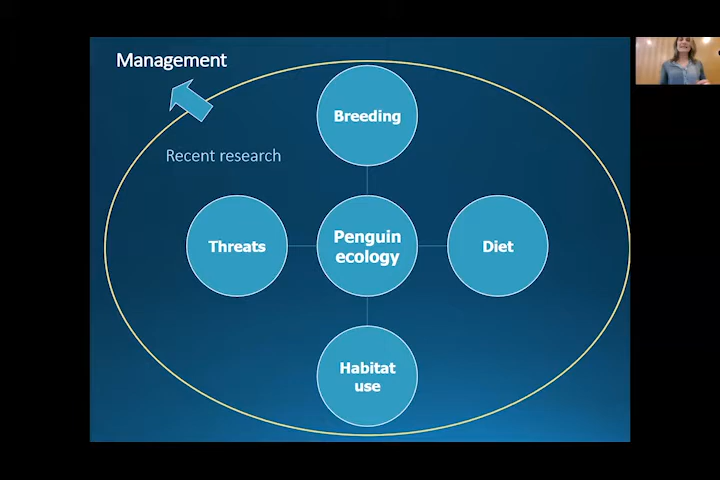 Management
Breeding
Recent research
Threats
Penguin
ecology
Diet
Habitat
use